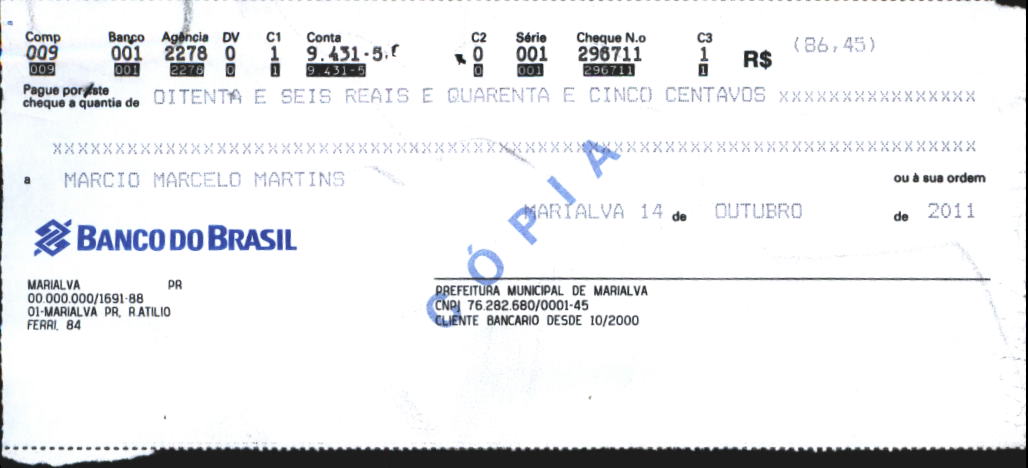 Comp Banco Agência DV C1 Conta C2 Série Cheque N.o C3
009 001 2278 0 1 9.431-5 0 001 296711 1 R$ (86,45)
009 001 2278 0 1 9.431-5 0 001 296711 1
Pague por este
cheque a quantia de OITENTA E SEIS REAIS E QUARENTA E CINCO CENTAVOS XXXXXXXXXXXXXXXXX
XXXXXXXXXXXXXXXXXXXXXXXXXXXXXXXXXXXXXXXXXXXXXXXXXXXXXXXXXXXXXXXXXXXXXXXXX
a MARCIO MARCELO MARTINS ou à sua ordem
MARIALVA 14 de OUTUBRO de 2011
CÓPIA
BANCO DO BRASIL
MARIALVA PR
00.000.000/1691-88
01-MARIALVA PR, R.ATILIO
FERRI, 84
PREFEITURA MUNICIPAL DE MARIALVA
CNPJ 76.282.680/0001-45
CLIENTE BANCARIO DESDE 10/2000